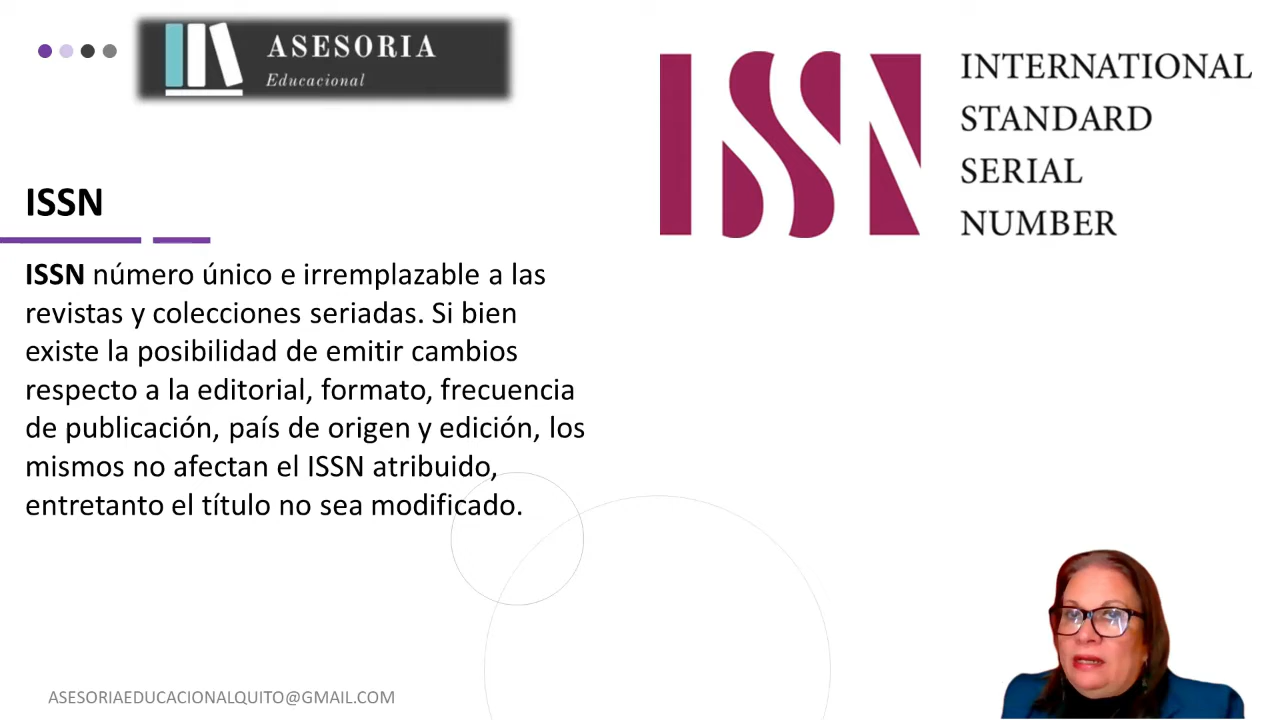 ASESORIA
Educacional
ISSN
INTERNATIONAL
STANDARD
SERIAL
NUMBER
ISSN
ISSN número único e irremplazable a las
revistas y colecciones seriadas. Si bien
existe la posibilidad de emitir cambios
respecto a la editorial, formato, frecuencia
de publicación, país de origen y edición, los
mismos no afectan el ISSN atribuido,
entretanto el título no sea modificado.
ASESORIAEDUCACIONALQUITO@GMAIL.COM